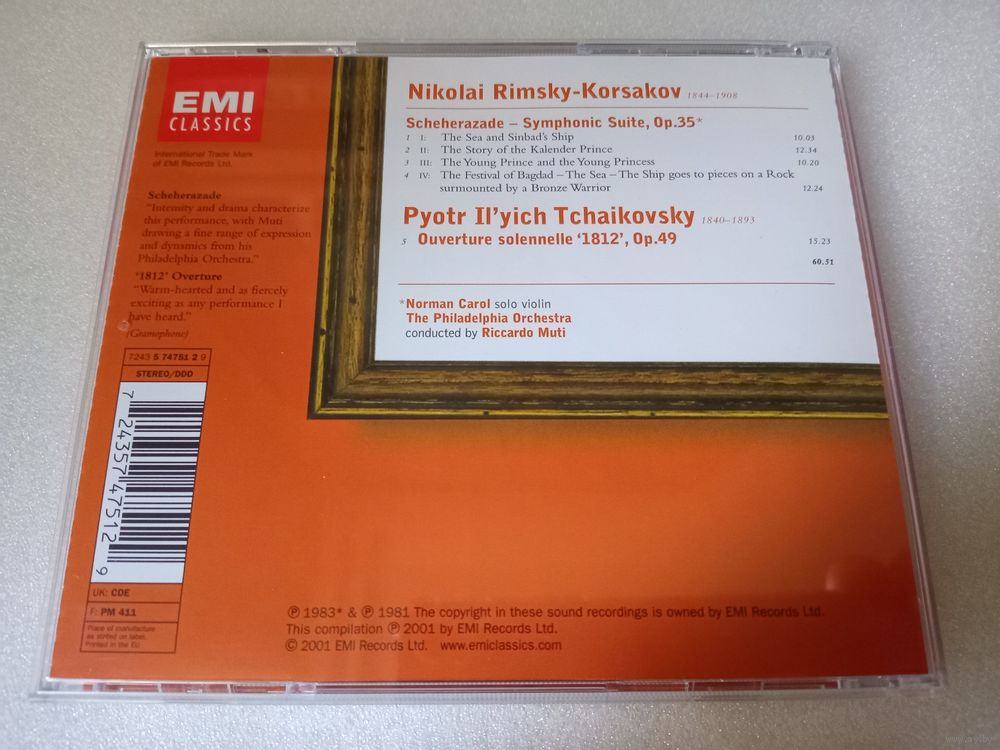 EMI
CLASSICS
International Trade Mark
of EMI Records Ltd.
Scheherazade
"Intensity and drama characterize
this performance, with Muti
drawing a fine range of expression
and dynamics from his
Philadelphia Orchestra."
'1812' Overture
"Warm-hearted and as fiercely
exciting as any performance I
have heard."
(Gramophone)
7243 5 74751 2 9
STEREO/DDD
7 24357 47512 9
UK: CDE
F: PM 411
Place of manufacture
as stated on label.
Printed in the EU
Nikolai Rimsky-Korsakov 1844–1908
Scheherazade – Symphonic Suite, Op.35*
1 I: The Sea and Sinbad's Ship 10.03
2 II: The Story of the Kalender Prince 12.34
3 III: The Young Prince and the Young Princess 10.20
4 IV: The Festival of Bagdad – The Sea – The Ship goes to pieces on a Rock
surmounted by a Bronze Warrior 12.24
Pyotr Il'yich Tchaikovsky 1840–1893
5 Ouverture solennelle '1812', Op.49 15.23
60.51
*Norman Carol solo violin
The Philadelphia Orchestra
conducted by Riccardo Muti
℗ 1983* & ℗ 1981 The copyright in these sound recordings is owned by EMI Records Ltd.
This compilation ℗ 2001 by EMI Records Ltd.
© 2001 EMI Records Ltd. www.emiclassics.com